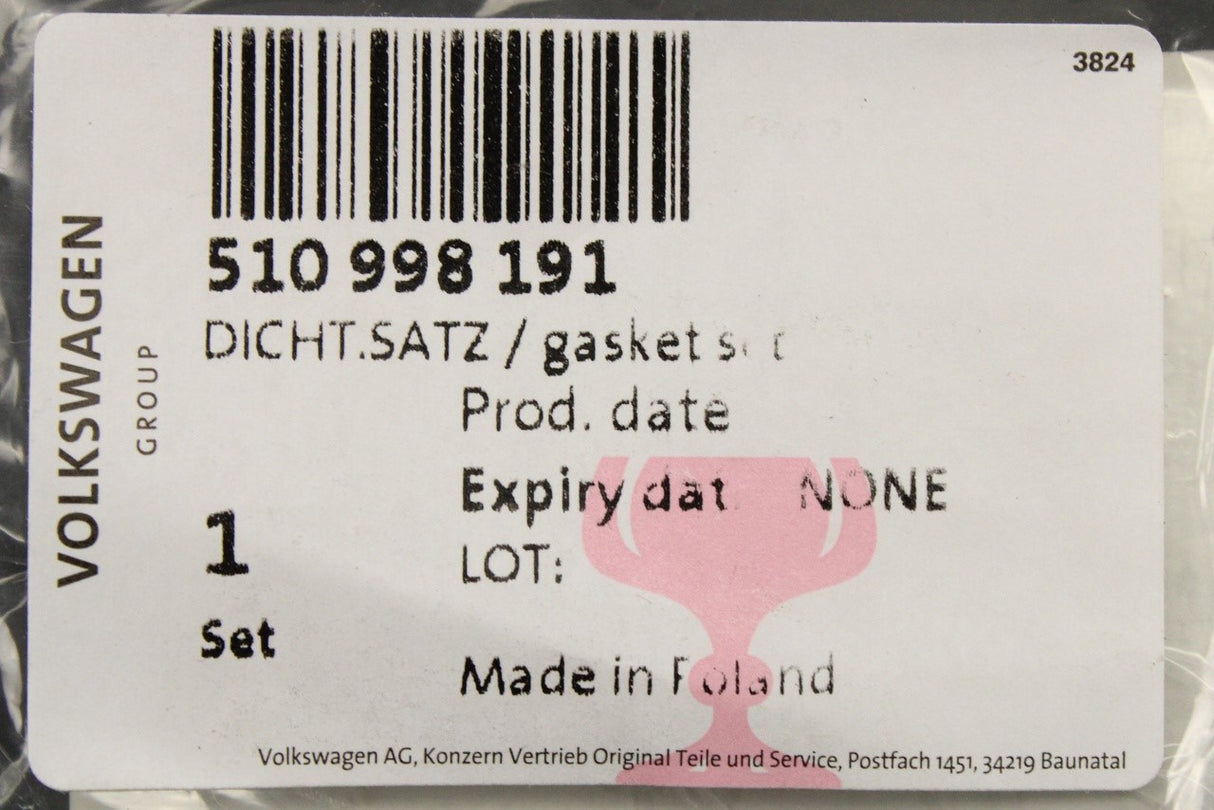 3824
VOLKSWAGEN
GROUP
510 998 191
DICHT.SATZ / gasket
Prod. date
Expiry dat NONE
1
LOT:
Set
Made in Poland
Volkswagen AG, Konzern Vertrieb Original Teile und Service, Postfach 1451, 34219 Baunatal